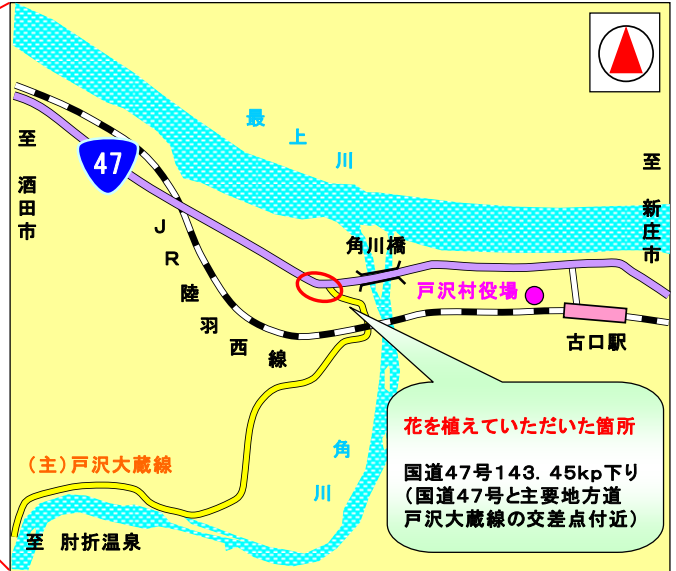 最上川
至 酒田市
47
至 新庄市
JR陸羽西線
角川橋
戸沢村役場
古口駅
花を植えていただいた箇所
国道47号143.45kp下り
(国道47号と主要地方道
戸沢大蔵線の交差点付近)
(主)戸沢大蔵線
角川
至 肘折温泉